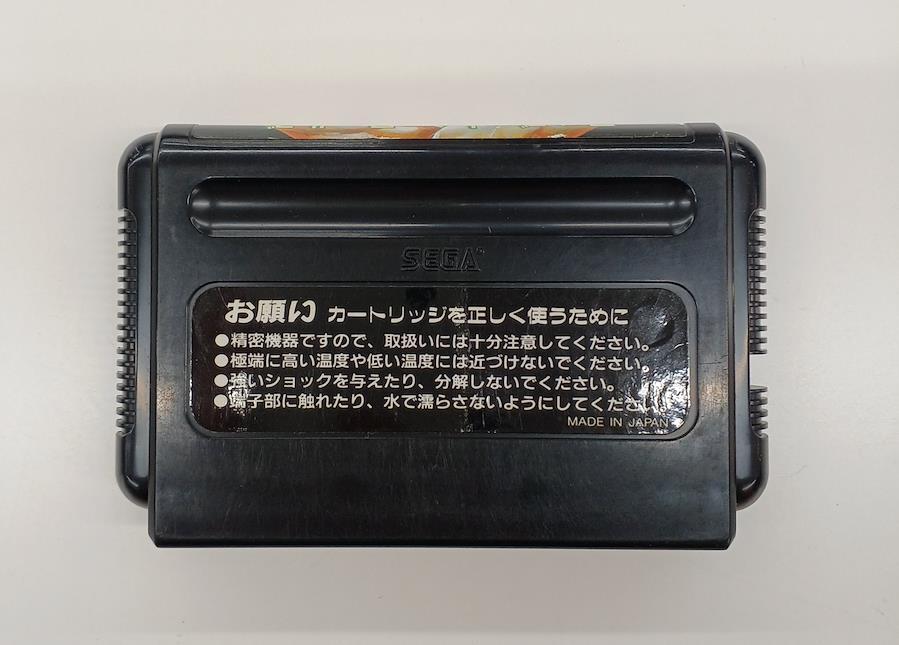 SEGA
お願い カートリッジを正しく使うために
●精密機器ですので、取扱いには十分注意してください。
●極端に高い温度や低い温度には近づけないでください。
●強いショックを与えたり、分解しないでください。
●端子部に触れたり、水で濡らさないようにしてください。
MADE IN JAPAN